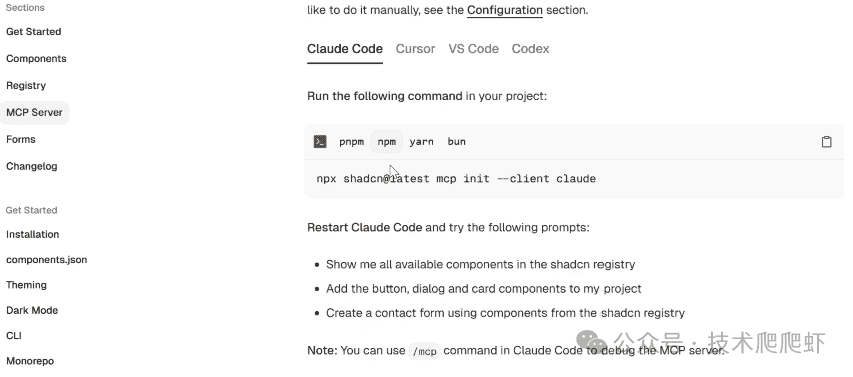 Sections
Get Started
Components
Registry
MCP Server
Forms
Changelog
Get Started
Installation
components.json
Theming
Dark Mode
CLI
Monorepo
like to do it manually, see the Configuration section.
Claude Code Cursor VS Code Codex
Run the following command in your project:
pnpm npm yarn bun
npx shadcn@latest mcp init --client claude
Restart Claude Code and try the following prompts:
• Show me all available components in the shadcn registry
• Add the button, dialog and card components to my project
• Create a contact form using components from the shadcn registry
Note: You can use /mcp command in Claude Code to debug the MCP server.
公众号 · 技术爬爬虾